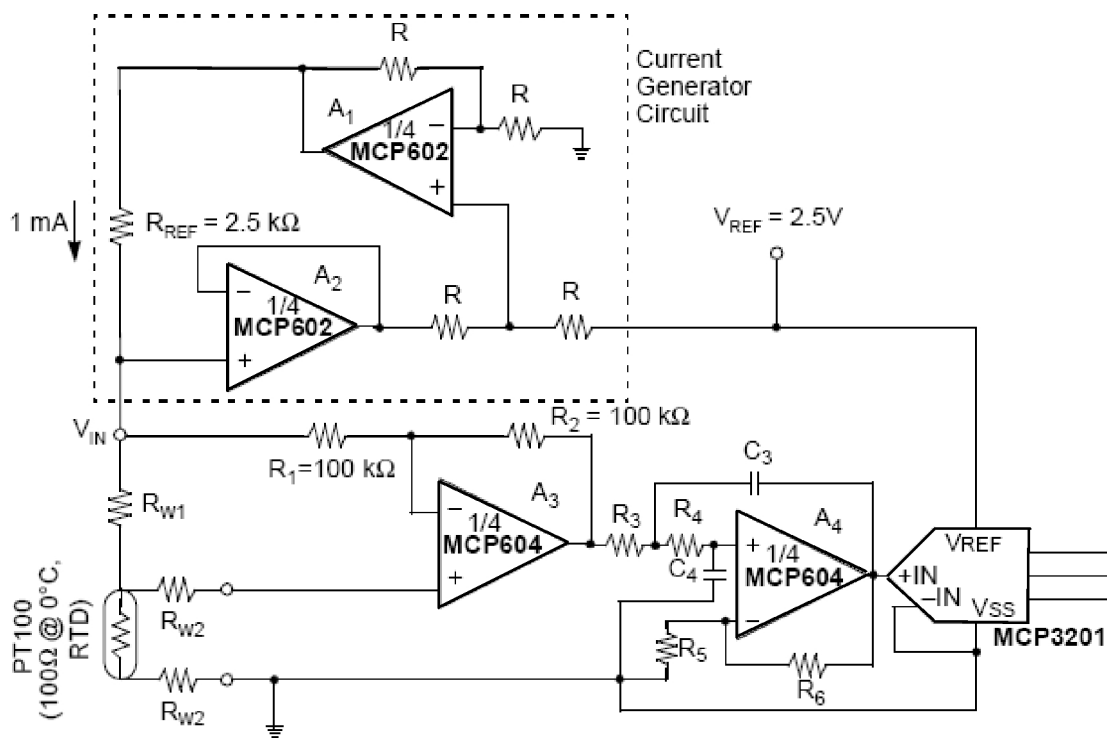 R
Current
Generator
Circuit
A1
R
1/4
MCP602
−
+
1 mA
RREF = 2.5 kΩ
VREF = 2.5V
A2
−
1/4
MCP602
+
R
R
VIN
R2 = 100 kΩ
R1=100 kΩ
C3
RW1
A3
−
1/4
MCP604
+
R3
R4
A4
+
1/4
MCP604
−
C4
VREF
+IN
−IN
VSS
MCP3201
PT100
(100Ω @ 0°C,
RTD)
RW2
RW2
R5
R6